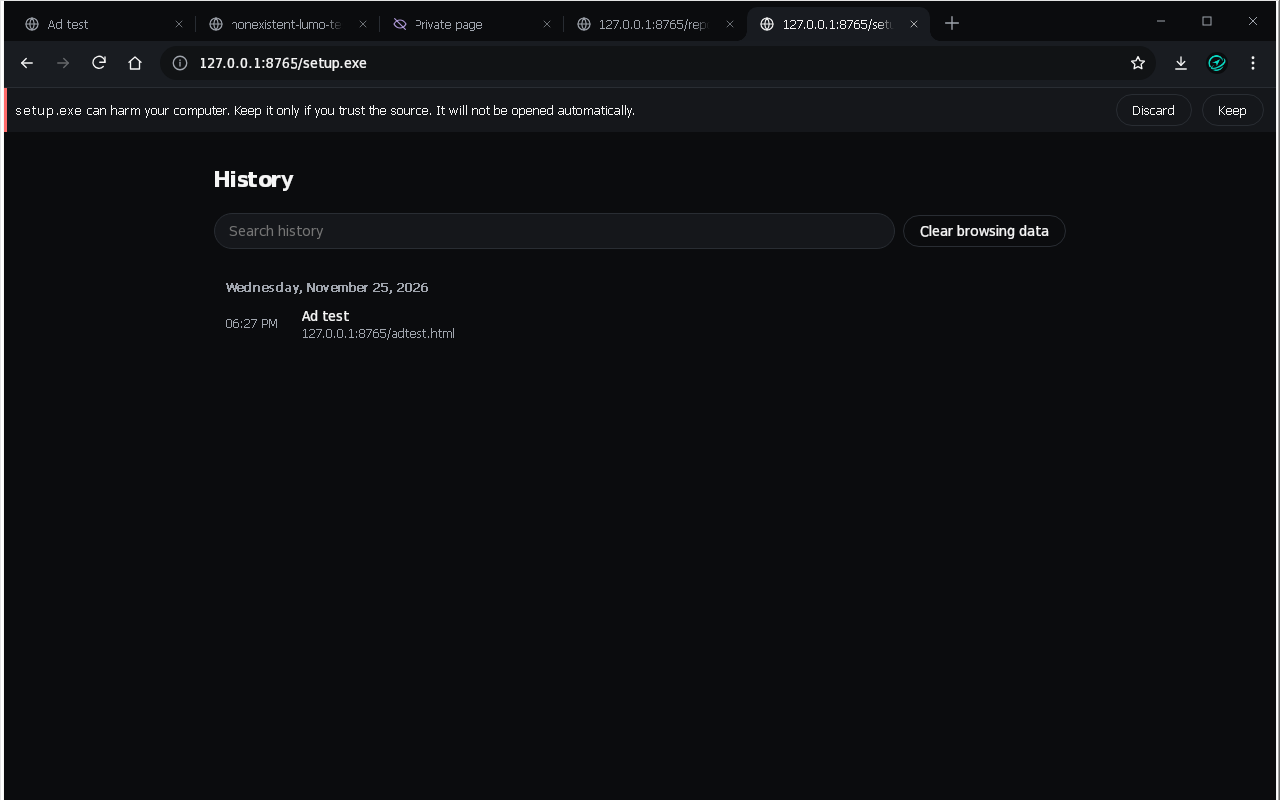 Ad test
nonexistent-lumo-te
Private page
127.0.0.1:8765/rep
127.0.0.1:8765/set
127.0.0.1:8765/setup.exe
setup.exe can harm your computer. Keep it only if you trust the source. It will not be opened automatically.
Discard
Keep
History
Search history
Clear browsing data
Wednesday, November 25, 2026
06:27 PM
Ad test
127.0.0.1:8765/adtest.html